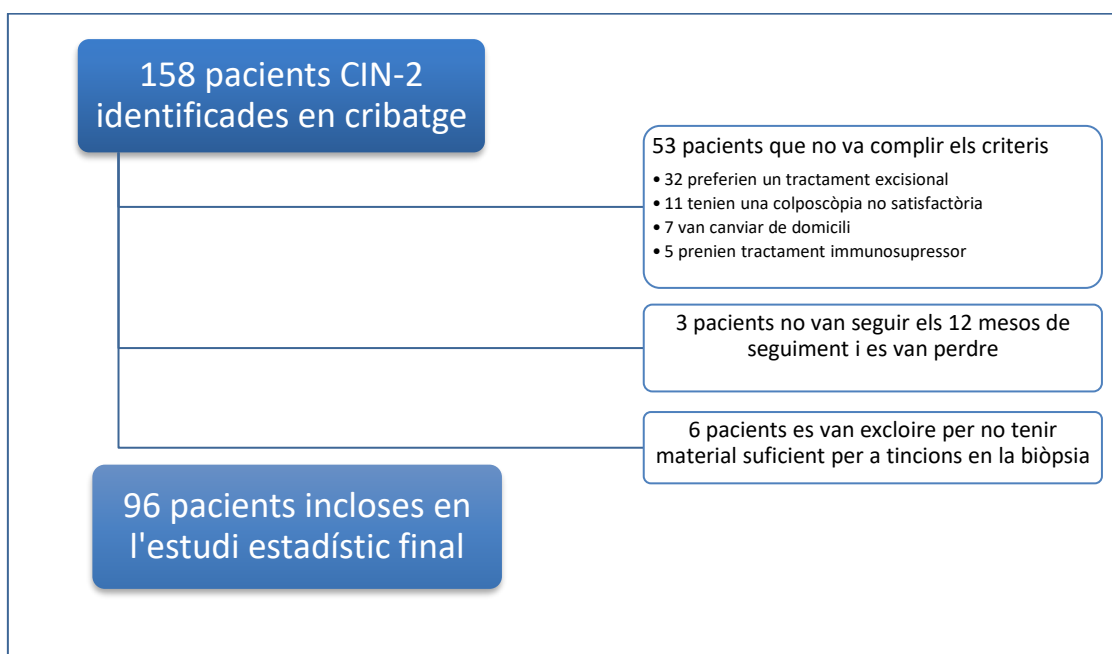 158 pacients CIN-2
identificades en cribatge
53 pacients que no va complir els criteris
• 32 preferien un tractament excisional
• 11 tenien una colposcòpia no satisfactòria
• 7 van canviar de domicili
• 5 prenien tractament immunosupressor
3 pacients no van seguir els 12 mesos de
seguiment i es van perdre
6 pacients es van excloire per no tenir
material suficient per a tincions en la biòpsia
96 pacients incloses en
l'estudi estadístic final